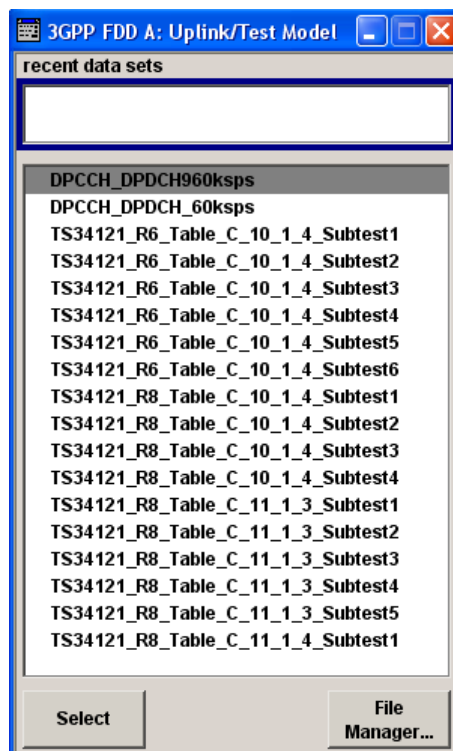 3GPP FDD A: Uplink/Test Model
recent data sets
DPCCH_DPDCH960ksps
DPCCH_DPDCH_60ksps
TS34121_R6_Table_C_10_1_4_Subtest1
TS34121_R6_Table_C_10_1_4_Subtest2
TS34121_R6_Table_C_10_1_4_Subtest3
TS34121_R6_Table_C_10_1_4_Subtest4
TS34121_R6_Table_C_10_1_4_Subtest5
TS34121_R6_Table_C_10_1_4_Subtest6
TS34121_R8_Table_C_10_1_4_Subtest1
TS34121_R8_Table_C_10_1_4_Subtest2
TS34121_R8_Table_C_10_1_4_Subtest3
TS34121_R8_Table_C_10_1_4_Subtest4
TS34121_R8_Table_C_11_1_3_Subtest1
TS34121_R8_Table_C_11_1_3_Subtest2
TS34121_R8_Table_C_11_1_3_Subtest3
TS34121_R8_Table_C_11_1_3_Subtest4
TS34121_R8_Table_C_11_1_3_Subtest5
TS34121_R8_Table_C_11_1_4_Subtest1
Select
File
Manager...